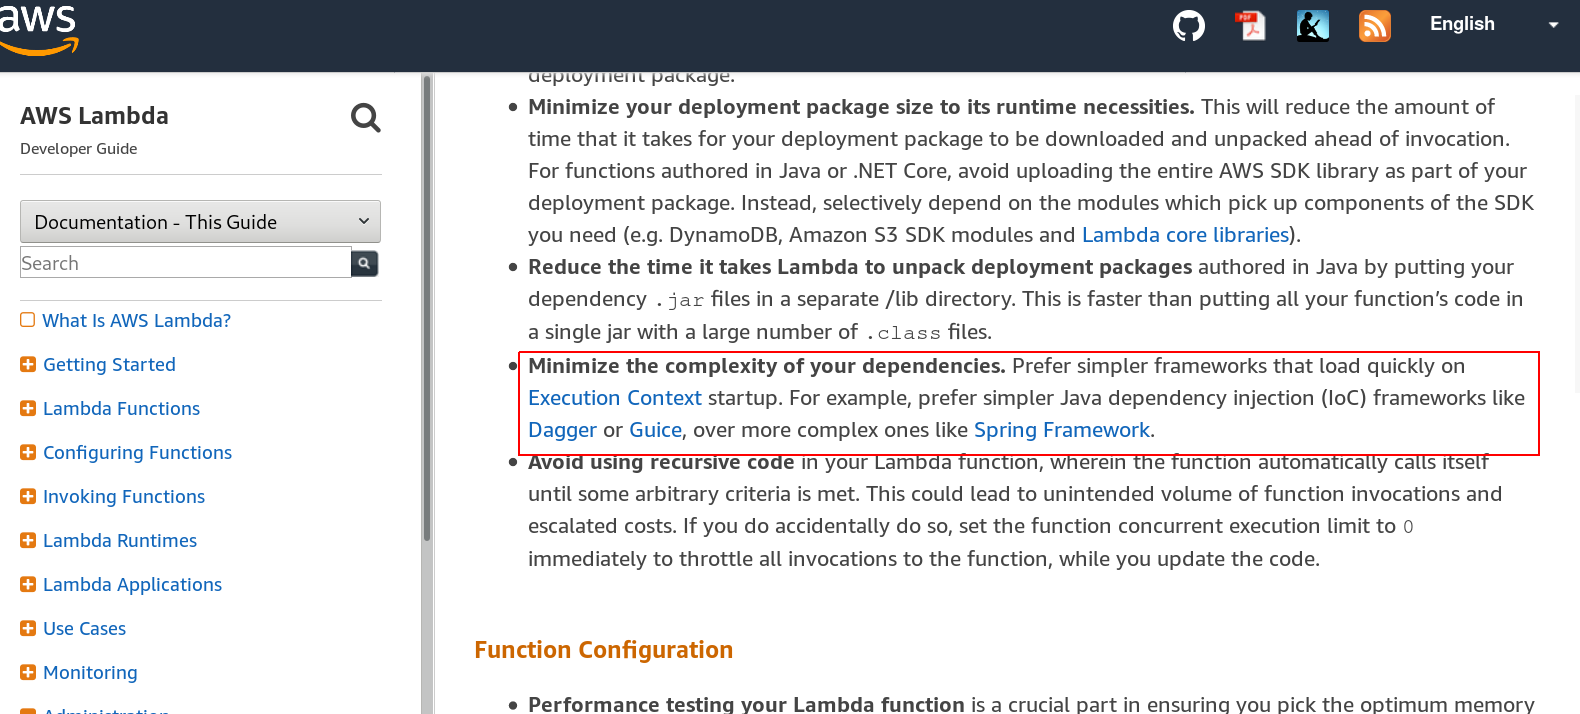 aws
PDF
English
AWS Lambda
Developer Guide
Documentation - This Guide
Search
What Is AWS Lambda?
Getting Started
Lambda Functions
Configuring Functions
Invoking Functions
Lambda Runtimes
Lambda Applications
Use Cases
Monitoring
Administration
deployment package.
Minimize your deployment package size to its runtime necessities. This will reduce the amount of
time that it takes for your deployment package to be downloaded and unpacked ahead of invocation.
For functions authored in Java or .NET Core, avoid uploading the entire AWS SDK library as part of your
deployment package. Instead, selectively depend on the modules which pick up components of the SDK
you need (e.g. DynamoDB, Amazon S3 SDK modules and Lambda core libraries).
Reduce the time it takes Lambda to unpack deployment packages authored in Java by putting your
dependency .jar files in a separate /lib directory. This is faster than putting all your function’s code in
a single jar with a large number of .class files.
Minimize the complexity of your dependencies. Prefer simpler frameworks that load quickly on
Execution Context startup. For example, prefer simpler Java dependency injection (IoC) frameworks like
Dagger or Guice, over more complex ones like Spring Framework.
Avoid using recursive code in your Lambda function, wherein the function automatically calls itself
until some arbitrary criteria is met. This could lead to unintended volume of function invocations and
escalated costs. If you do accidentally do so, set the function concurrent execution limit to 0
immediately to throttle all invocations to the function, while you update the code.
Function Configuration
Performance testing your Lambda function is a crucial part in ensuring you pick the optimum memory